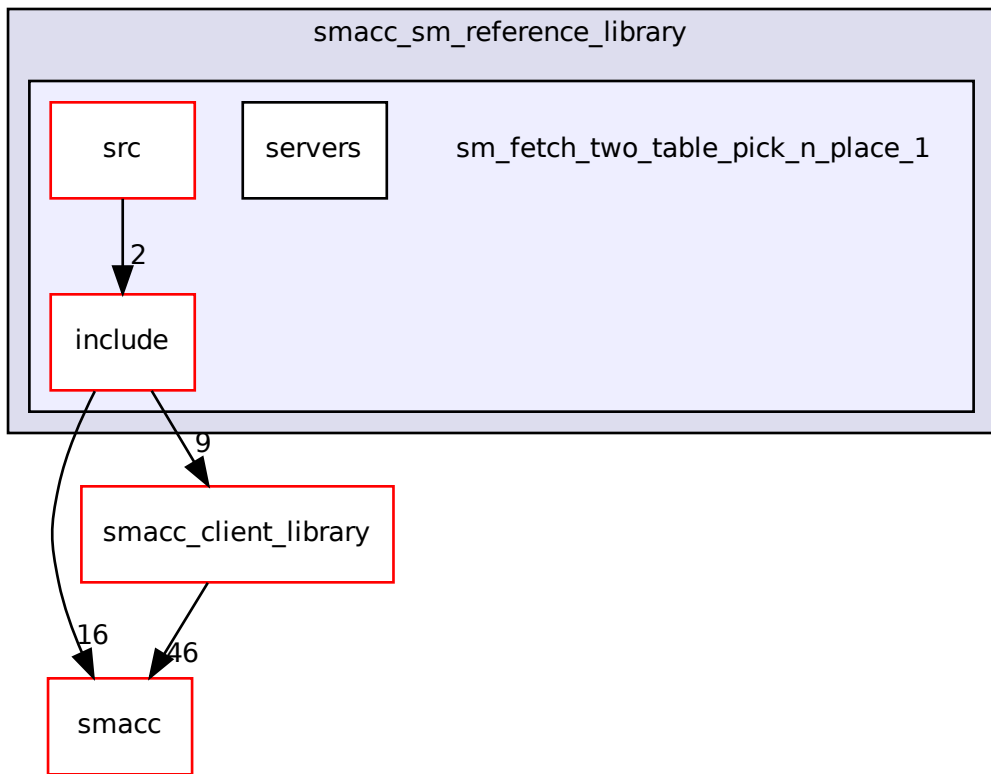 smacc_sm_reference_library
src
servers
sm_fetch_two_table_pick_n_place_1
2
include
9
smacc_client_library
16
46
smacc